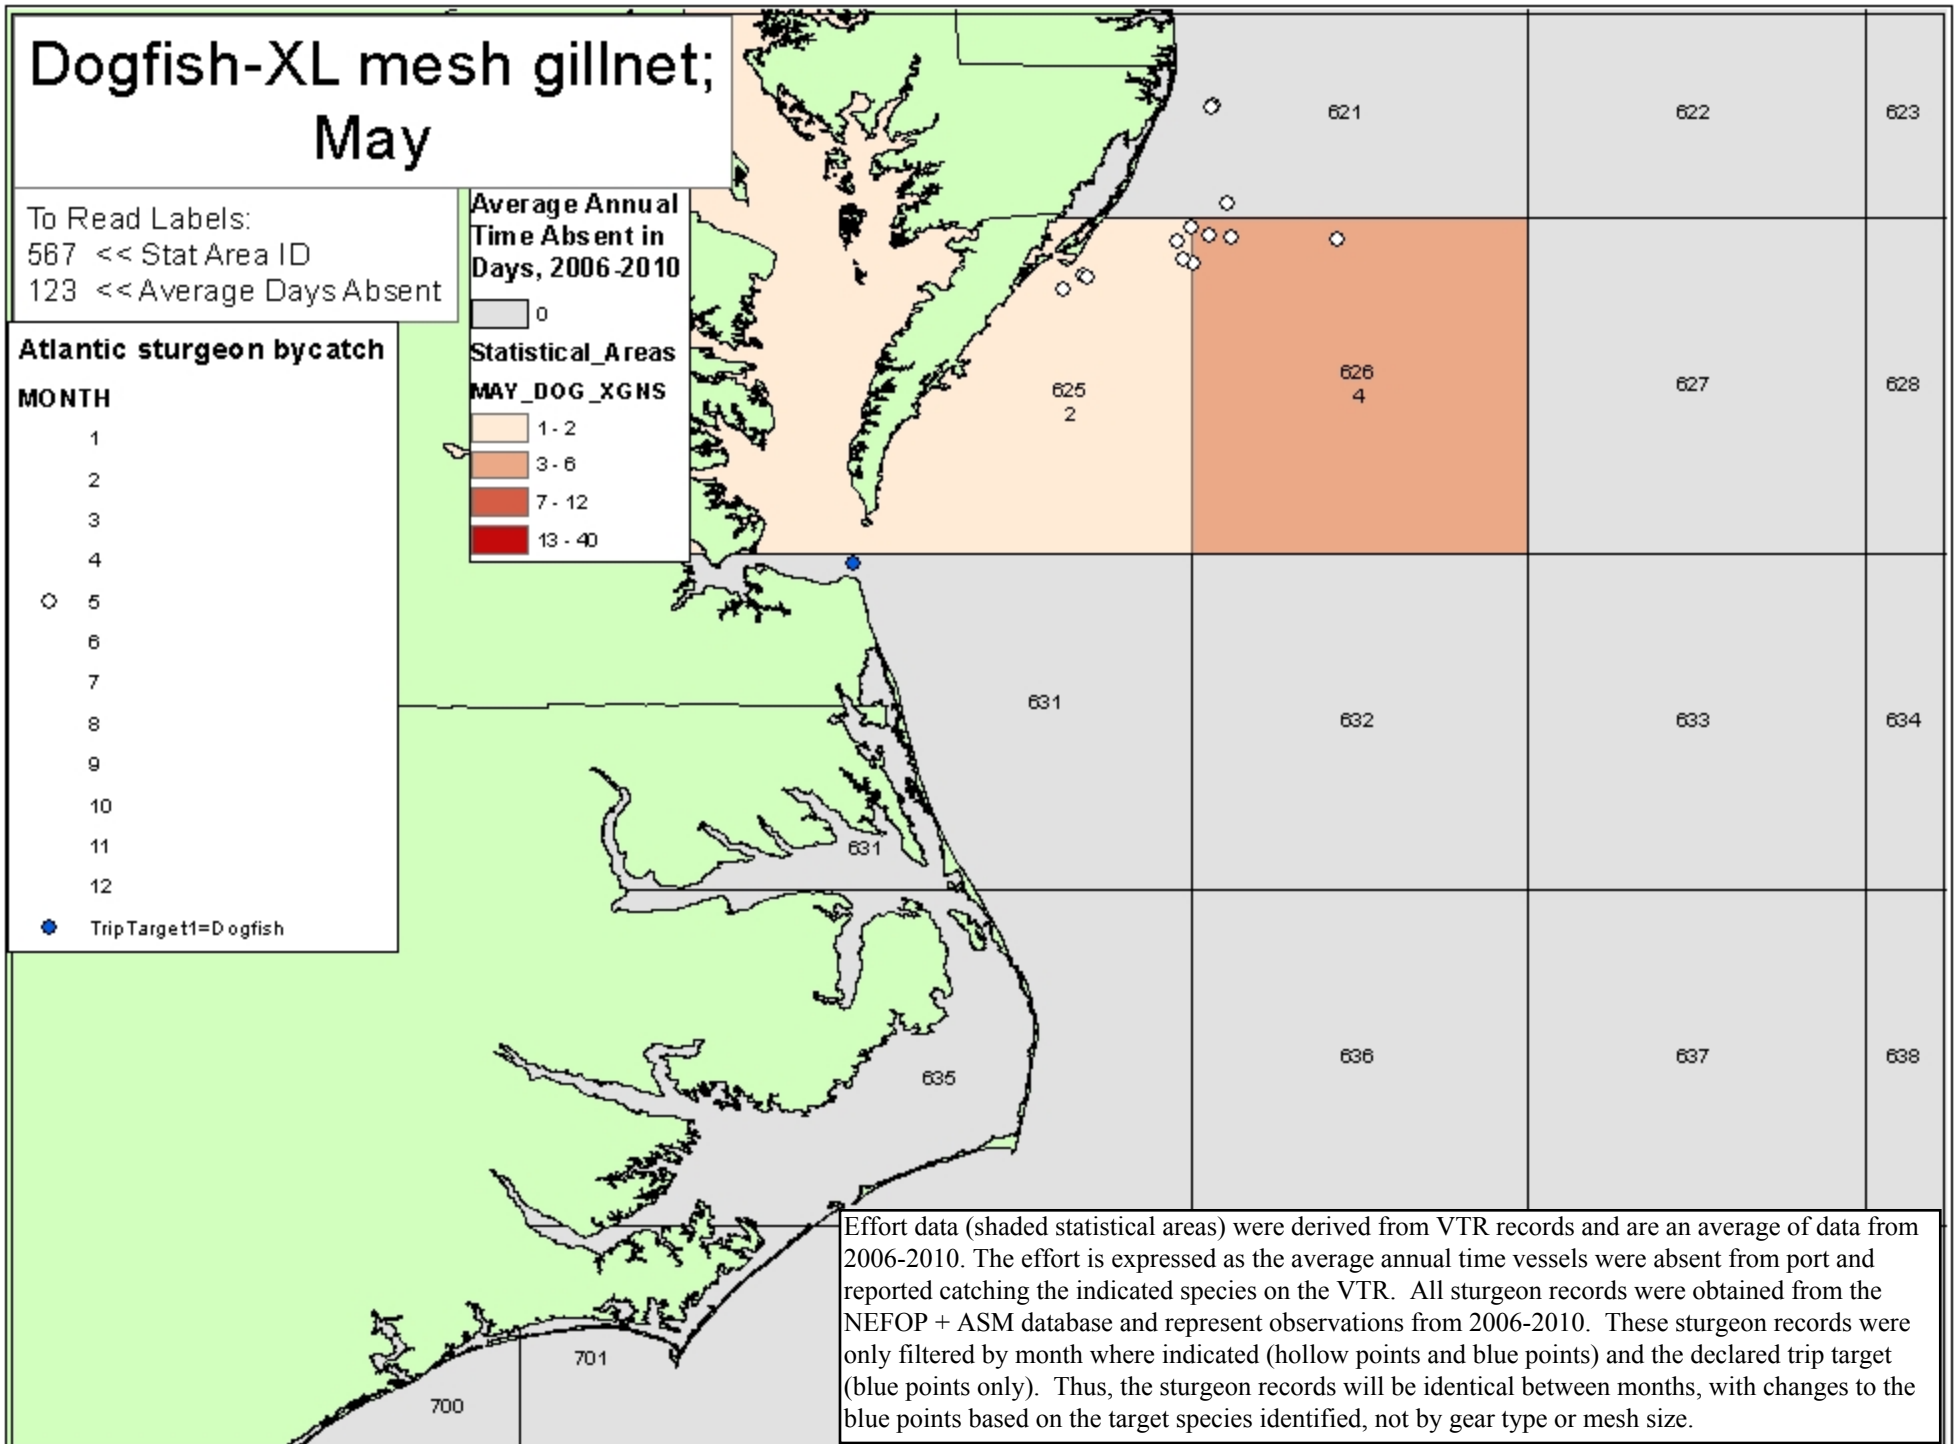 Dogfish-XL mesh gillnet;
May
To Read Labels:
567 << Stat Area ID
123 << Average Days Absent
Average Annual
Time Absent in
Days, 2006-2010
0
Statistical_Areas
MAY_DOG_XGNS
1 - 2
3 - 6
7 - 12
13 - 40
Atlantic sturgeon bycatch
MONTH
1
2
3
4
5
6
7
8
9
10
11
12
TripTarget1=Dogfish
621
622
623
625
2
626
4
627
628
631
632
633
634
631
635
636
637
638
701
700
Effort data (shaded statistical areas) were derived from VTR records and are an average of data from
2006-2010. The effort is expressed as the average annual time vessels were absent from port and
reported catching the indicated species on the VTR. All sturgeon records were obtained from the
NEFOP + ASM database and represent observations from 2006-2010. These sturgeon records were
only filtered by month where indicated (hollow points and blue points) and the declared trip target
(blue points only). Thus, the sturgeon records will be identical between months, with changes to the
blue points based on the target species identified, not by gear type or mesh size.